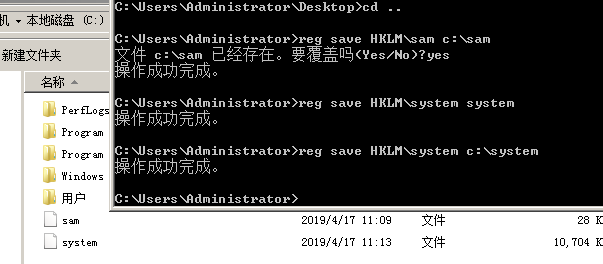 机 ▸ 本地磁盘 (C:) ▸
新建文件夹
名称
PerfLogs
Program
Program
Windows
用户
sam 2019/4/17 11:09 文件 28 K
system 2019/4/17 11:13 文件 10,704 K
C:\Users\Administrator\Desktop>cd ..
C:\Users\Administrator>reg save HKLM\sam c:\sam
文件 c:\sam 已经存在。要覆盖吗(Yes/No)?yes
操作成功完成。
C:\Users\Administrator>reg save HKLM\system system
操作成功完成。
C:\Users\Administrator>reg save HKLM\system c:\system
操作成功完成。
C:\Users\Administrator>